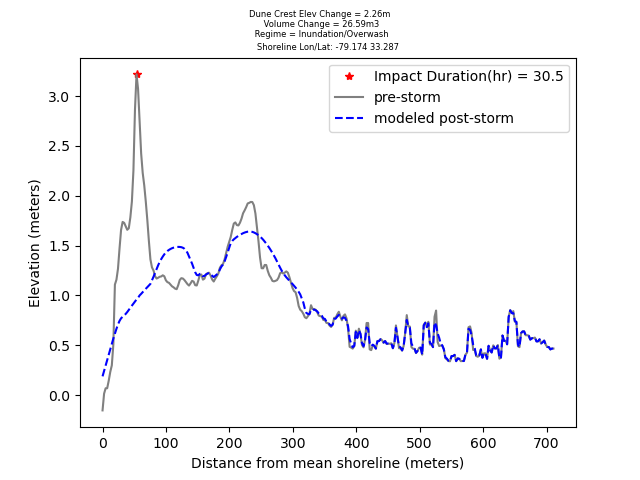 Dune Crest Elev Change = 2.26m
Volume Change = 26.59m3
Regime = Inundation/Overwash
Shoreline Lon/Lat: -79.174 33.287
Impact Duration(hr) = 30.5
pre-storm
modeled post-storm
Elevation (meters)
3.0
2.5
2.0
1.5
1.0
0.5
0.0
0 100 200 300 400 500 600 700
Distance from mean shoreline (meters)